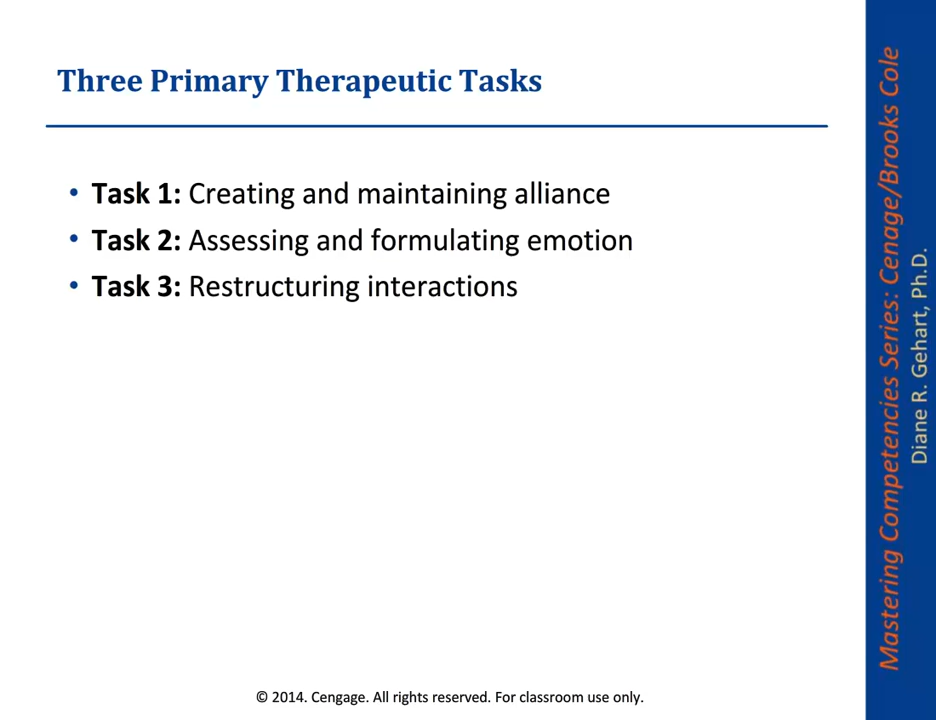 Three Primary Therapeutic Tasks
• Task 1: Creating and maintaining alliance
• Task 2: Assessing and formulating emotion
• Task 3: Restructuring interactions
© 2014. Cengage. All rights reserved. For classroom use only.
Mastering Competencies Series: Cenage/Brooks Cole
Diane R. Gehart, Ph.D.